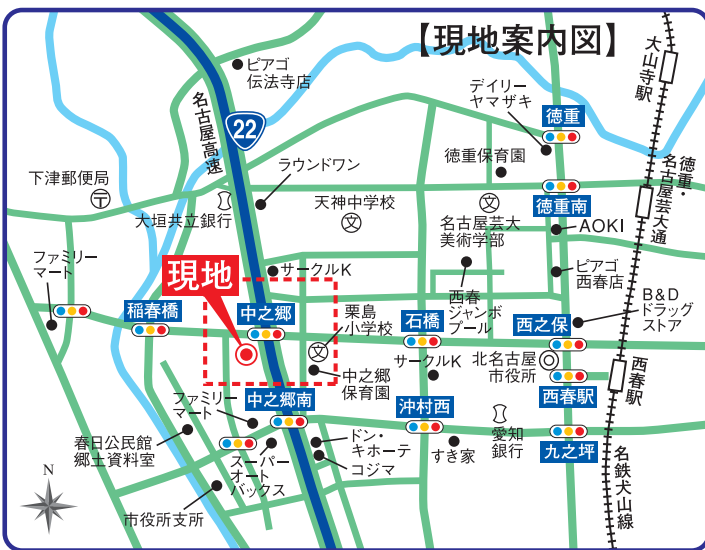 【現地案内図】
ピアゴ
伝法寺店
大山寺駅
デイリー
ヤマザキ
徳重
名古屋高速
22
ラウンドワン
徳重保育園
徳重・
名古屋芸大通
下津郵便局
〒
大垣共立銀行
天神中学校
文
文
徳重南
名古屋芸大
美術学部
AOKI
ファミリー
マート
現地
サークルK
ピアゴ
西春店
西春
ジャンボ
プール
B&D
ドラッグ
ストア
稲春橋
中之郷
栗島
小学校
文
石橋
西之保
サークルK
北名古屋
市役所
中之郷
保育園
西春駅
西春駅
ファミリー
マート
中之郷南
沖村西
愛知
銀行
九之坪
春日公民館
郷土資料室
スーパー
オート
バックス
ドン・
キホーテ
コジマ
すき家
名鉄犬山線
N
市役所支所